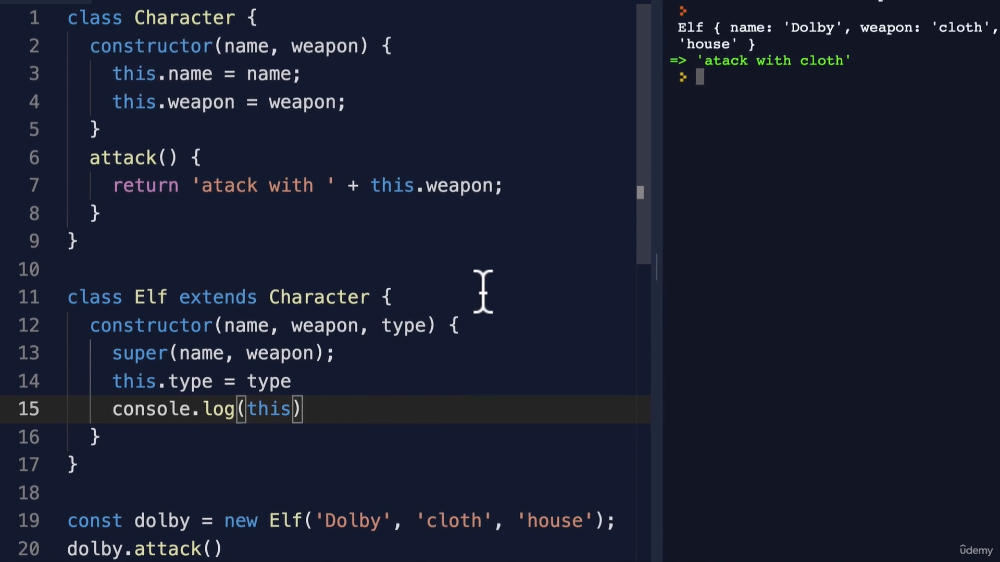 1 class Character {
2 constructor(name, weapon) {
3 this.name = name;
4 this.weapon = weapon;
5 }
6 attack() {
7 return 'atack with ' + this.weapon;
8 }
9 }
10
11 class Elf extends Character {
12 constructor(name, weapon, type) {
13 super(name, weapon);
14 this.type = type
15 console.log(this)
16 }
17 }
18
19 const dolby = new Elf('Dolby', 'cloth', 'house');
20 dolby.attack()
Elf { name: 'Dolby', weapon: 'cloth',
'house' }
=> 'atack with cloth'
udemy